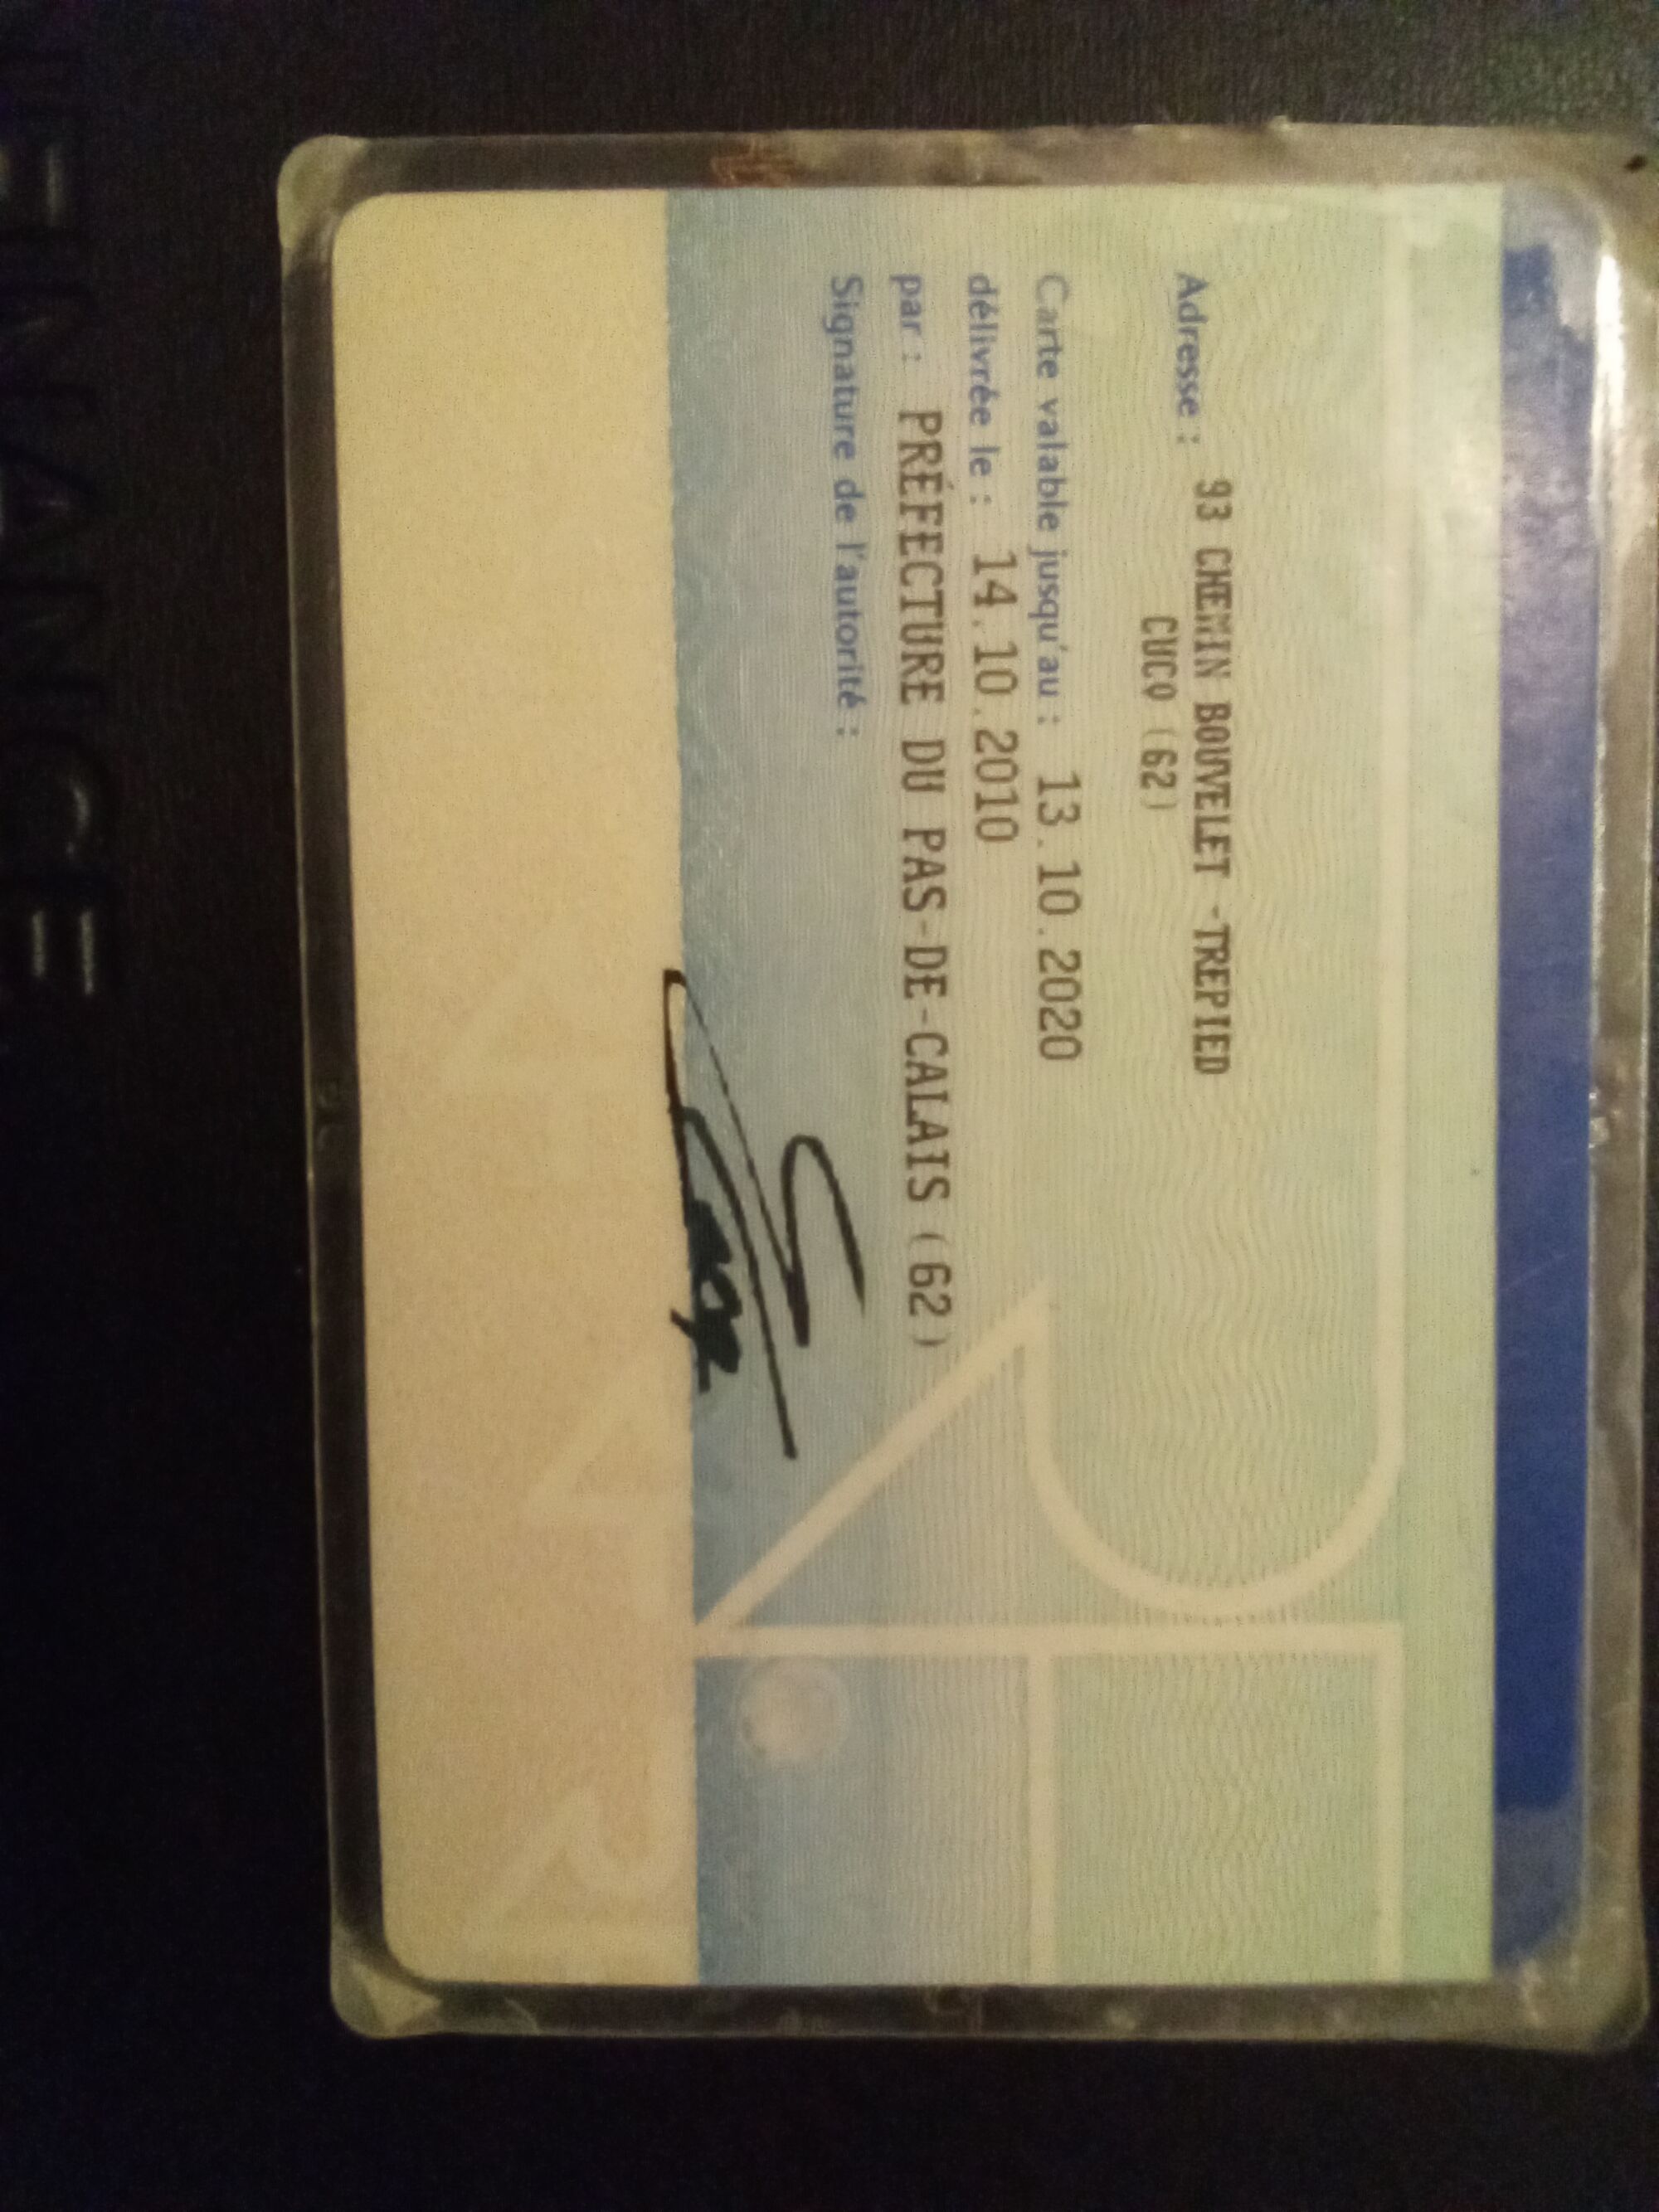 Adresse : 93 CHEMIN BOUVELET -TREPIED
CUCQ (62)
Carte valable jusqu'au : 13.10.2020
délivrée le : 14.10.2010
par : PRÉFECTURE DU PAS-DE-CALAIS (62)
Signature de l'autorité :